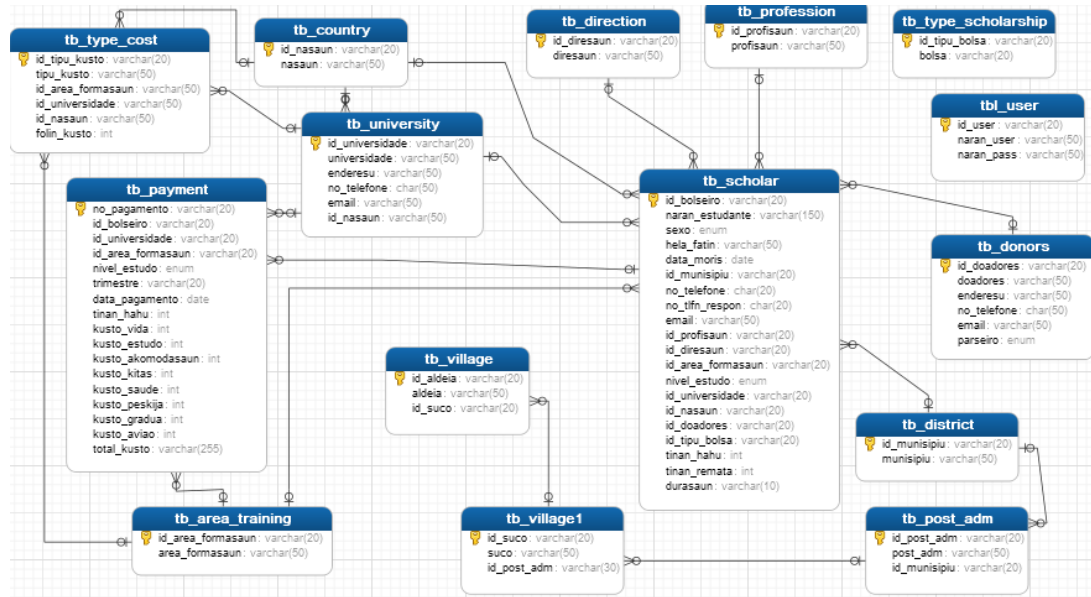 tb_type_cost
id_tipu_kusto: varchar(20)
tipu_kusto: varchar(50)
id_area_formasaun: varchar(50)
id_universidade: varchar(50)
id_nasaun: varchar(50)
folin_kusto: int
tb_country
id_nasaun: varchar(20)
nasaun: varchar(50)
tb_direction
id_diresaun: varchar(20)
diresaun: varchar(50)
tb_profession
id_profisaun: varchar(20)
profisaun: varchar(50)
tb_type_scholarship
id_tipu_bolsa: varchar(20)
bolsa: varchar(20)
tbl_user
id_user: varchar(20)
naran_user: varchar(50)
naran_pass: varchar(50)
tb_university
id_universidade: varchar(20)
universidade: varchar(50)
enderesu: varchar(50)
no_telefone: char(50)
email: varchar(50)
id_nasaun: varchar(50)
tb_payment
no_pagamento: varchar(20)
id_bolseiro: varchar(20)
id_universidade: varchar(20)
id_area_formasaun: varchar(20)
nivel_estudo: enum
trimestre: varchar(20)
data_pagamento: date
tinan_hahu: int
kusto_vida: int
kusto_estudo: int
kusto_akomodasaun: int
kusto_kitas: int
kusto_saude: int
kusto_peskija: int
kusto_gradua: int
kusto_aviao: int
total_kusto: varchar(255)
tb_scholar
id_bolseiro: varchar(20)
naran_estudante: varchar(150)
sexo: enum
hela_fatin: varchar(50)
data_moris: date
id_munisipiu: varchar(20)
no_telefone: char(20)
no_tlfn_respon: char(20)
email: varchar(50)
id_profisaun: varchar(20)
id_diresaun: varchar(20)
id_area_formasaun: varchar(20)
nivel_estudo: enum
id_universidade: varchar(20)
id_nasaun: varchar(20)
id_doadores: varchar(20)
id_tipu_bolsa: varchar(20)
tinan_hahu: int
tinan_remata: int
durasaun: varchar(10)
tb_donors
id_doadores: varchar(20)
doadores: varchar(50)
enderesu: varchar(50)
no_telefone: char(50)
email: varchar(50)
parseiro: enum
tb_village
id_aldeia: varchar(20)
aldeia: varchar(50)
id_suco: varchar(20)
tb_district
id_munisipiu: varchar(20)
munisipiu: varchar(50)
tb_area_training
id_area_formasaun: varchar(20)
area_formasaun: varchar(50)
tb_village1
id_suco: varchar(20)
suco: varchar(50)
id_post_adm: varchar(30)
tb_post_adm
id_post_adm: varchar(20)
post_adm: varchar(50)
id_munisipiu: varchar(20)